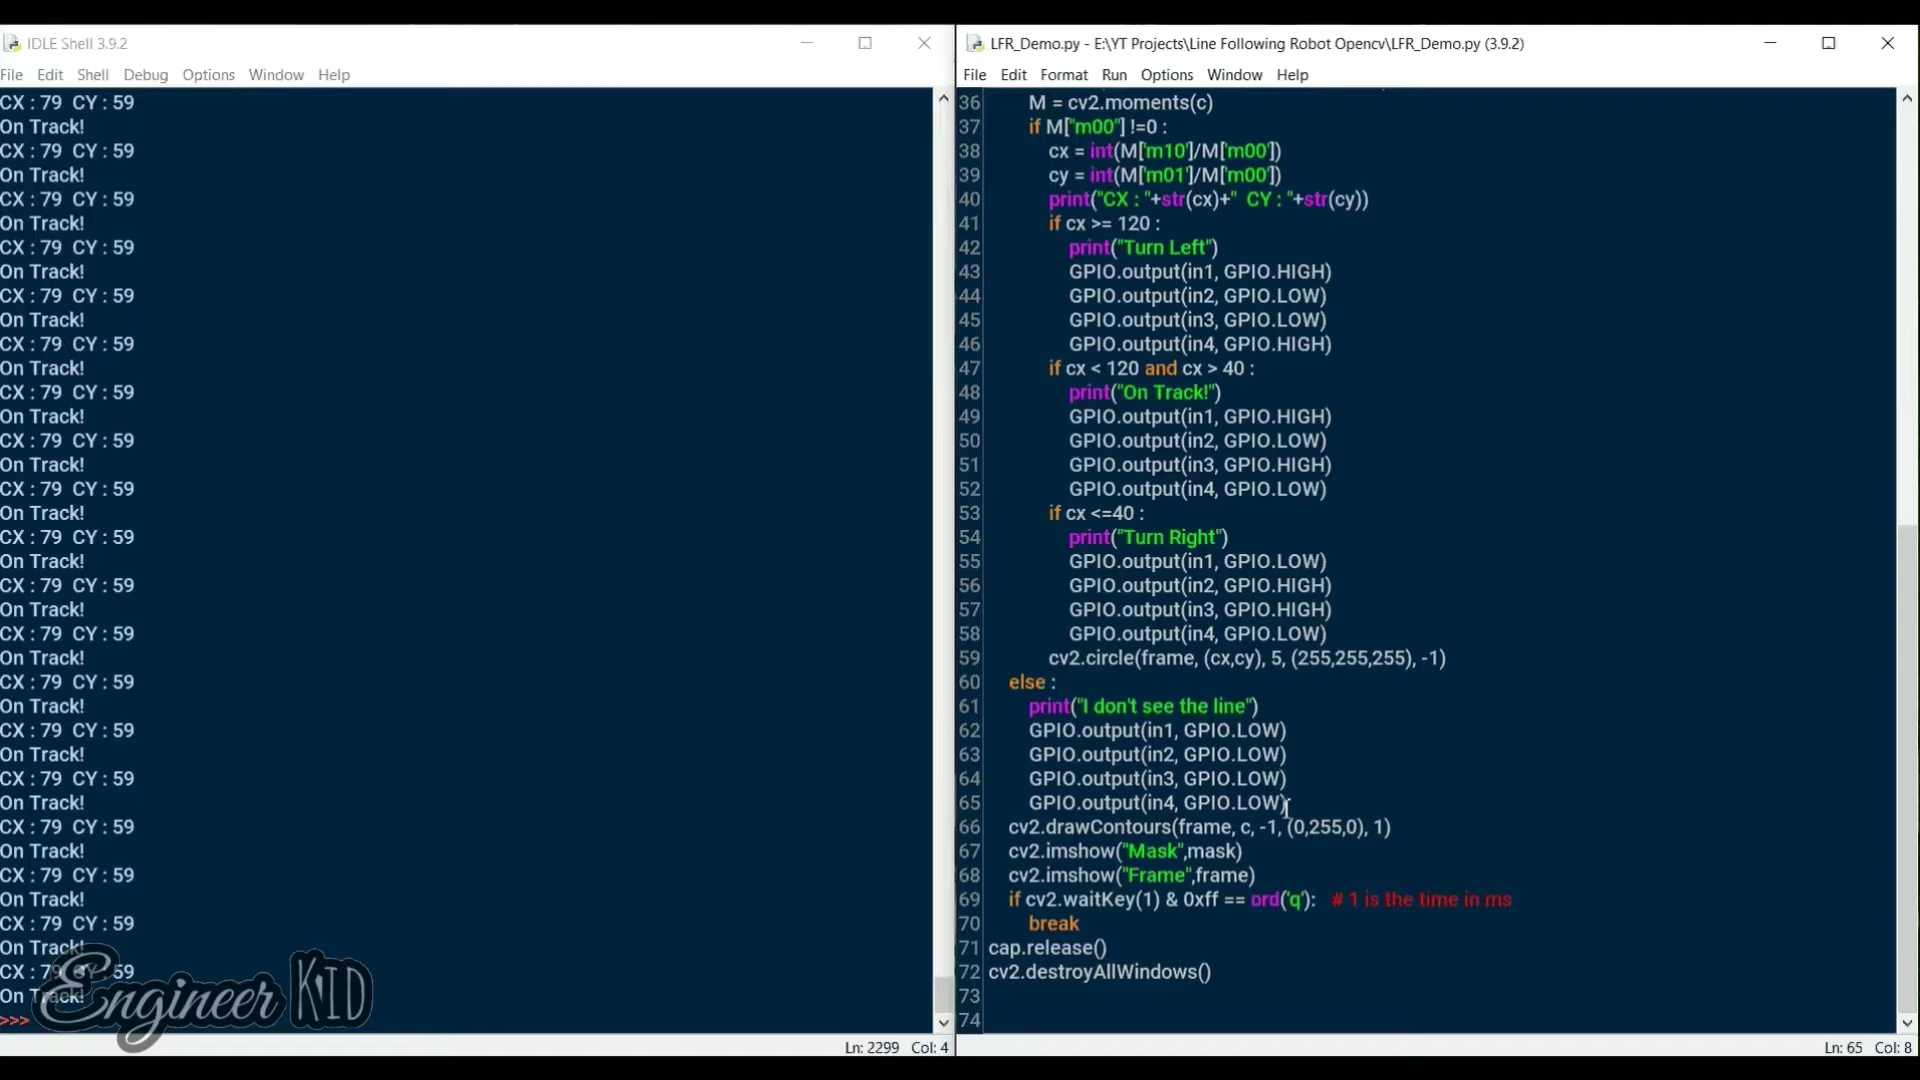 IDLE Shell 3.9.2
File Edit Shell Debug Options Window Help
CX : 79 CY : 59
On Track!
CX : 79 CY : 59
On Track!
CX : 79 CY : 59
On Track!
CX : 79 CY : 59
On Track!
CX : 79 CY : 59
On Track!
CX : 79 CY : 59
On Track!
CX : 79 CY : 59
On Track!
CX : 79 CY : 59
On Track!
CX : 79 CY : 59
On Track!
CX : 79 CY : 59
On Track!
CX : 79 CY : 59
On Track!
CX : 79 CY : 59
On Track!
CX : 79 CY : 59
On Track!
CX : 79 CY : 59
On Track!
CX : 79 CY : 59
On Track!
CX : 79 CY : 59
On Track!
CX : 79 CY : 59
On Track!
CX : 79 CY : 59
On Track!
CX : 79 CY : 59
On Track!
>>>
Engineer KID
Ln: 2299 Col: 4
LFR_Demo.py - E:\YT Projects\Line Following Robot Opencv\LFR_Demo.py (3.9.2)
File Edit Format Run Options Window Help
36 M = cv2.moments(c)
37 if M["m00"] !=0 :
38 cx = int(M['m10']/M['m00'])
39 cy = int(M['m01']/M['m00'])
40 print("CX : "+str(cx)+" CY : "+str(cy))
41 if cx >= 120 :
42 print("Turn Left")
43 GPIO.output(in1, GPIO.HIGH)
44 GPIO.output(in2, GPIO.LOW)
45 GPIO.output(in3, GPIO.LOW)
46 GPIO.output(in4, GPIO.HIGH)
47 if cx < 120 and cx > 40 :
48 print("On Track!")
49 GPIO.output(in1, GPIO.HIGH)
50 GPIO.output(in2, GPIO.LOW)
51 GPIO.output(in3, GPIO.HIGH)
52 GPIO.output(in4, GPIO.LOW)
53 if cx <=40 :
54 print("Turn Right")
55 GPIO.output(in1, GPIO.LOW)
56 GPIO.output(in2, GPIO.HIGH)
57 GPIO.output(in3, GPIO.HIGH)
58 GPIO.output(in4, GPIO.LOW)
59 cv2.circle(frame, (cx,cy), 5, (255,255,255), -1)
60 else :
61 print("I don't see the line")
62 GPIO.output(in1, GPIO.LOW)
63 GPIO.output(in2, GPIO.LOW)
64 GPIO.output(in3, GPIO.LOW)
65 GPIO.output(in4, GPIO.LOW)
66 cv2.drawContours(frame, c, -1, (0,255,0), 1)
67 cv2.imshow("Mask",mask)
68 cv2.imshow("Frame",frame)
69 if cv2.waitKey(1) & 0xff == ord('q'): # 1 is the time in ms
70 break
71 cap.release()
72 cv2.destroyAllWindows()
73
74
Ln: 65 Col: 8